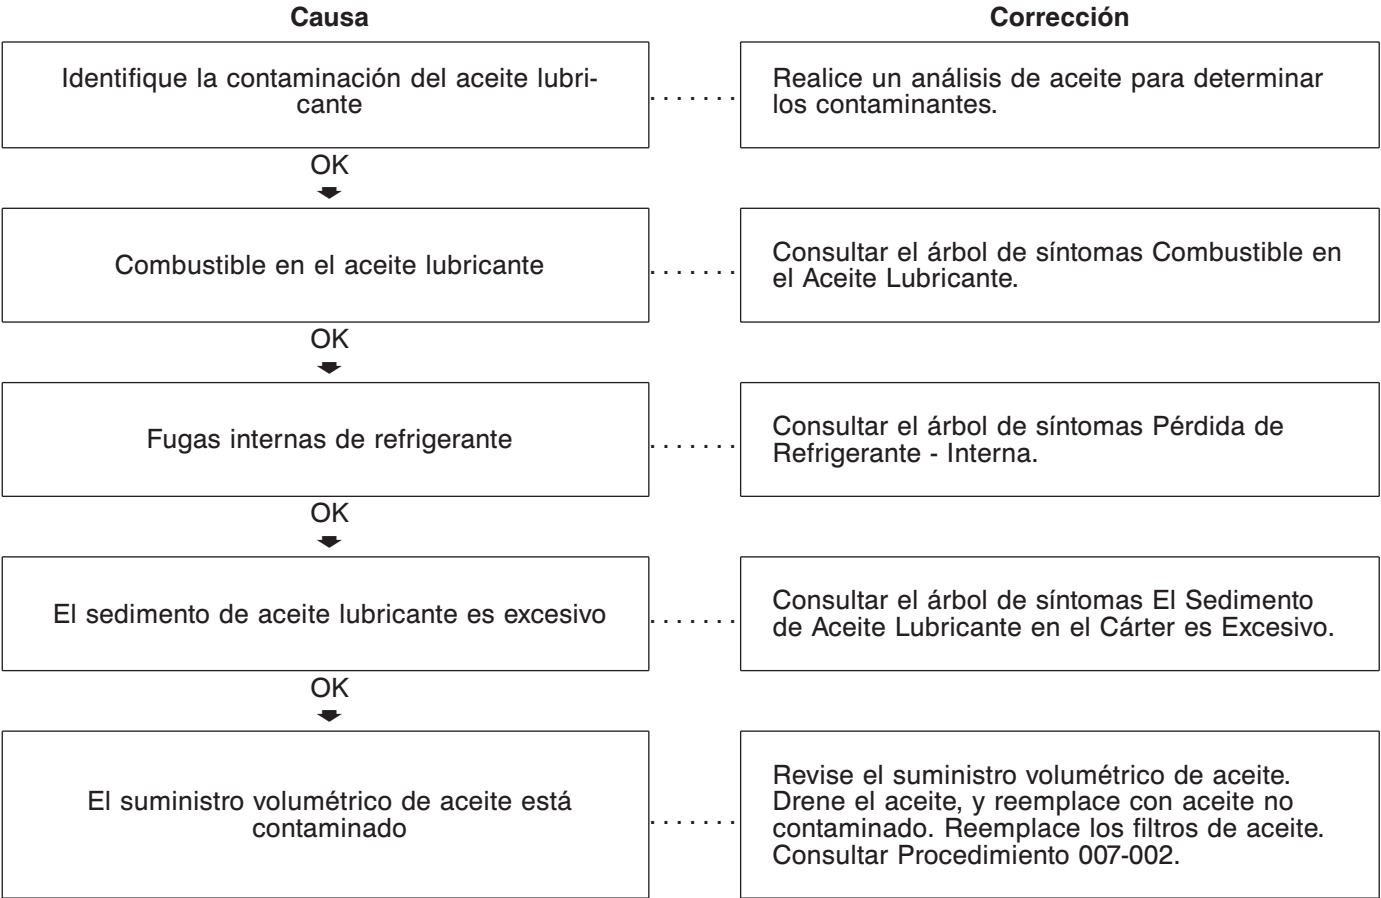 Causa
Corrección
Identifique la contaminación del aceite lubri-
cante
.......
Realice un análisis de aceite para determinar
los contaminantes.
OK
Combustible en el aceite lubricante
.......
Consultar el árbol de síntomas Combustible en
el Aceite Lubricante.
OK
Fugas internas de refrigerante
.......
Consultar el árbol de síntomas Pérdida de
Refrigerante - Interna.
OK
El sedimento de aceite lubricante es excesivo
.......
Consultar el árbol de síntomas El Sedimento
de Aceite Lubricante en el Cárter es Excesivo.
OK
El suministro volumétrico de aceite está
contaminado
.......
Revise el suministro volumétrico de aceite.
Drene el aceite, y reemplace con aceite no
contaminado. Reemplace los filtros de aceite.
Consultar Procedimiento 007-002.